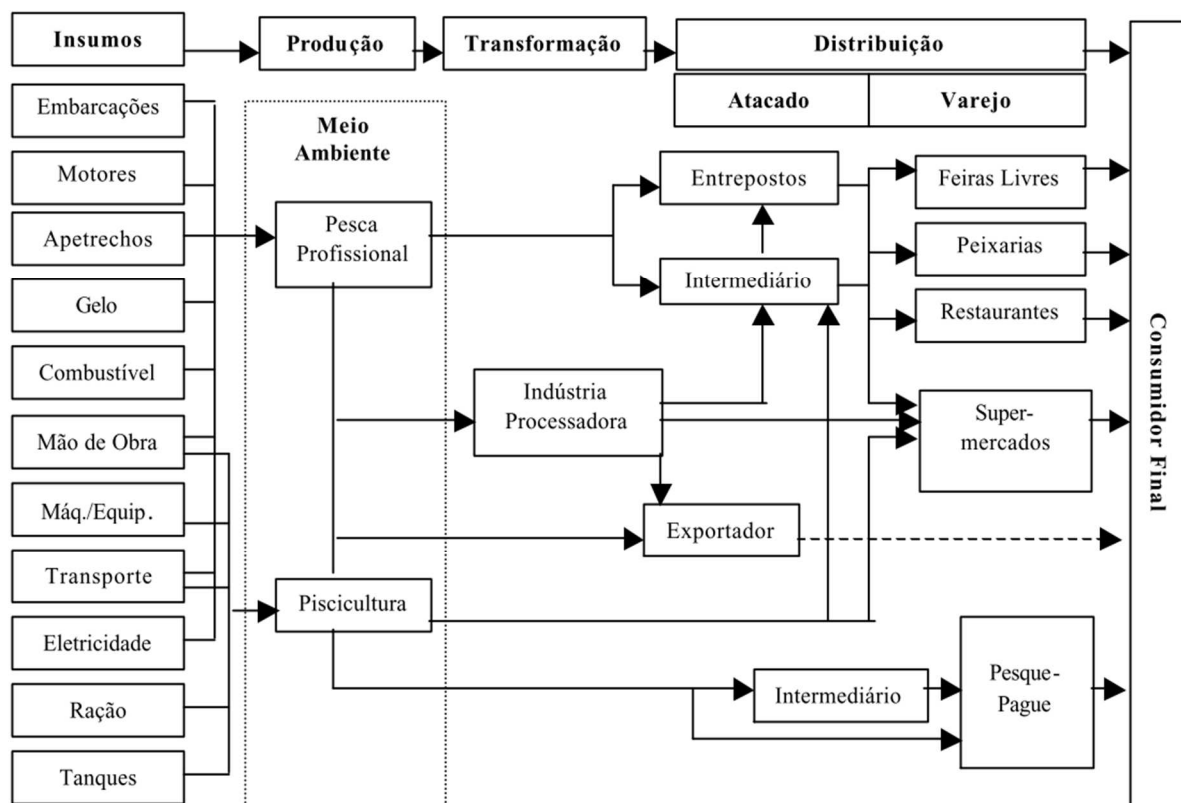 Insumos
Produção
Transformação
Distribuição
Atacado
Varejo
Embarcações
Motores
Apetrechos
Gelo
Combustível
Mão de Obra
Máq./Equip.
Transporte
Eletricidade
Ração
Tanques
Meio
Ambiente
Pesca
Profissional
Piscicultura
Indústria
Processadora
Exportador
Entrepostos
Intermediário
Intermediário
Feiras Livres
Peixarias
Restaurantes
Super-
mercados
Pesque-
Pague
Consumidor Final